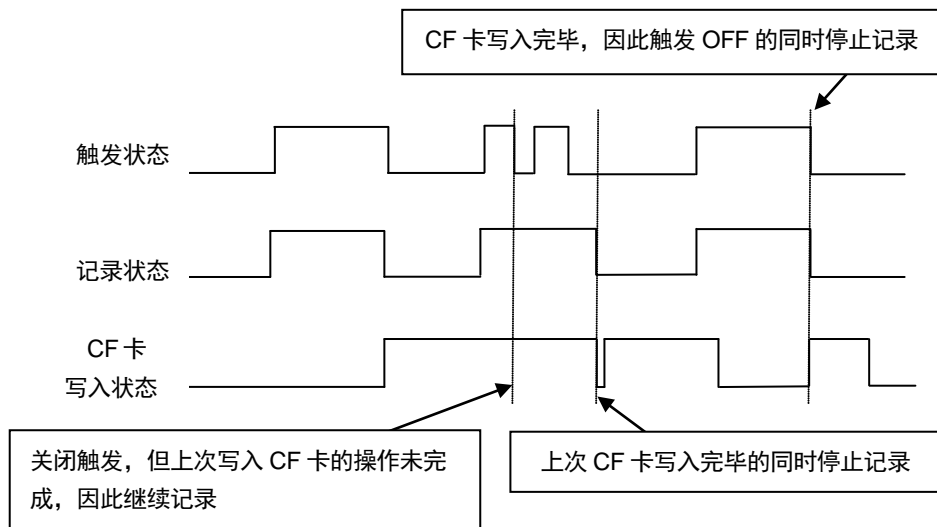 CF 卡写入完毕，因此触发 OFF 的同时停止记录
触发状态
记录状态
CF 卡
写入状态
关闭触发，但上次写入 CF 卡的操作未完
成，因此继续记录
上次 CF 卡写入完毕的同时停止记录